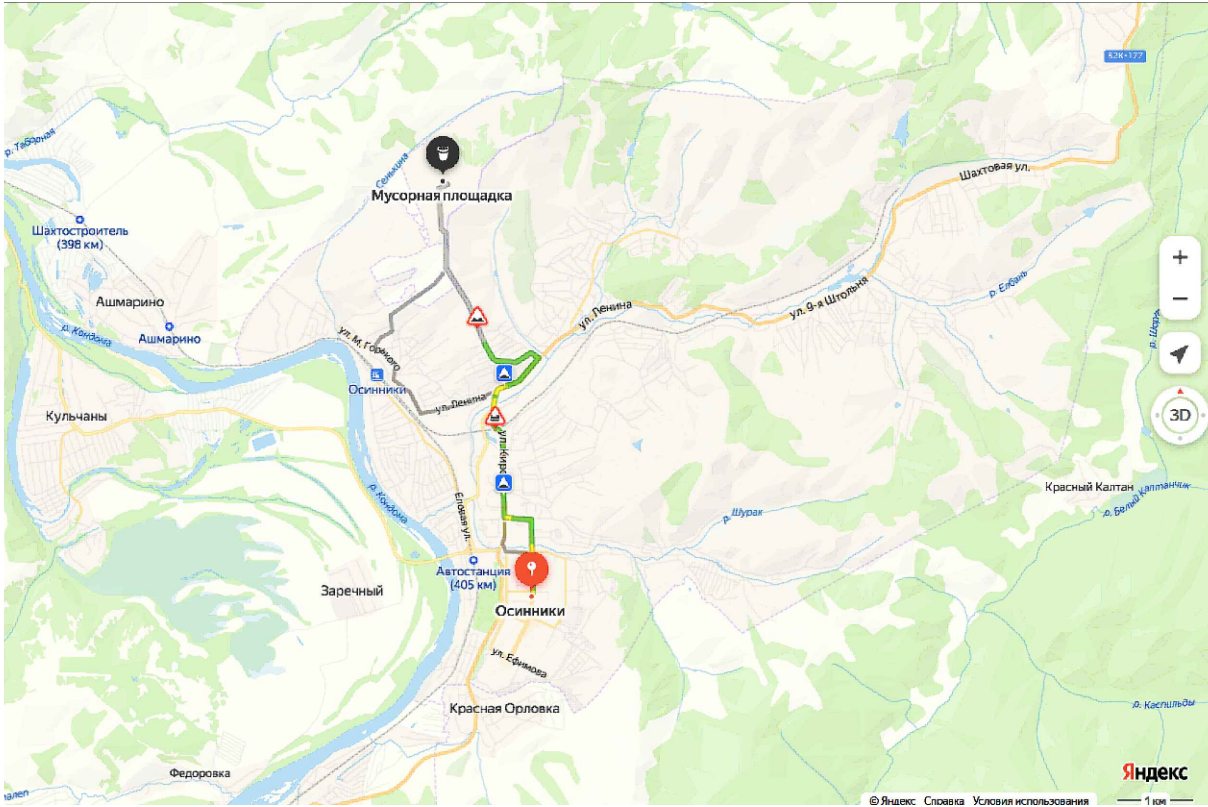 32К-177
р. Таборная
Сенькина
Шахтовая ул.
Мусорная площадка
Шахтостроитель
(398 км)
р. Елбань
Ашмарино
ул. 9-я Штольня
ул. Ленина
р. Кондома
Ашмарино
ул. М. Горького
Осинники
3D
ул. Ленина
Кульчаны
Красный Калтан
р. Кондома
Еловая ул.
р. Белый Калтанчик
р. Шурак
Автостанция
(405 км)
Заречный
Осинники
ул. Ефимова
Красная Орловка
р. Каспильды
Федоровка
Яндекс
© Яндекс Справка Условия использования
1 км